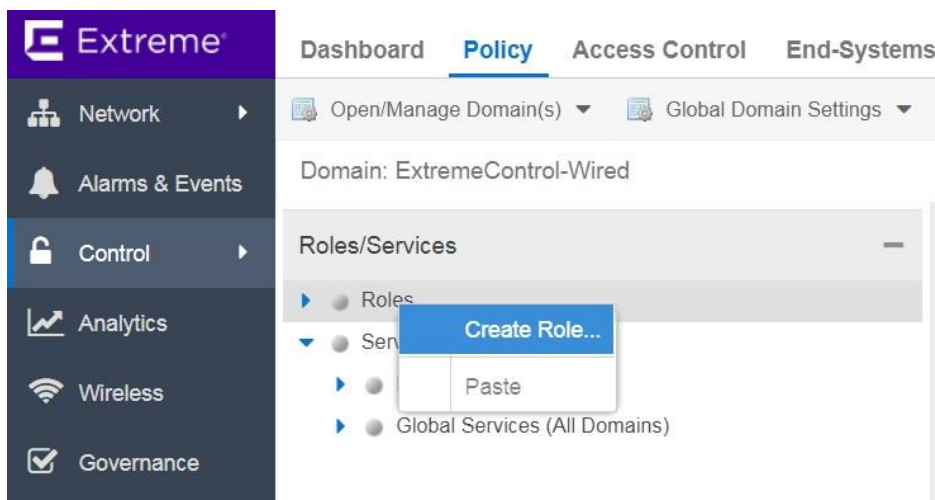 Extreme
Dashboard Policy Access Control End-Systems
Network
Open/Manage Domain(s) Global Domain Settings
Alarms & Events
Domain: ExtremeControl-Wired
Control
Roles/Services
Roles
Create Role...
Analytics
Paste
Wireless
Global Services (All Domains)
Governance